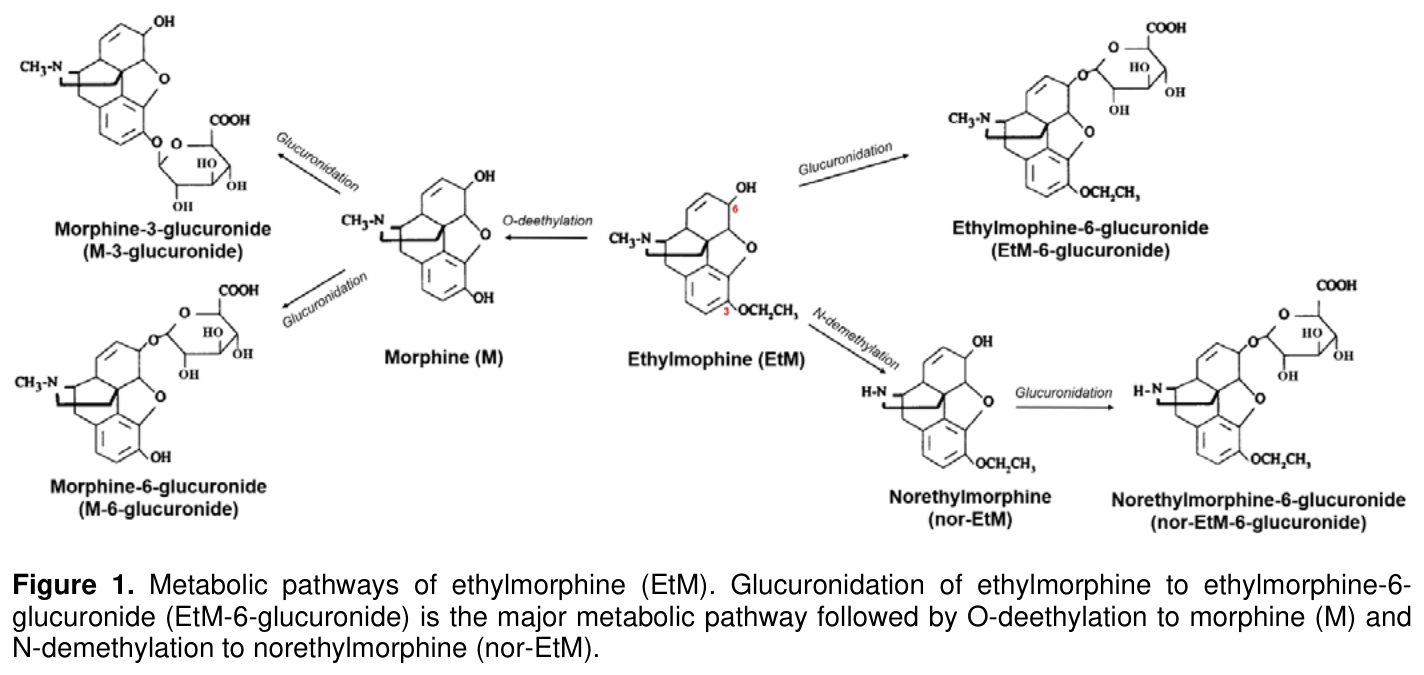 OH
CH₃-N
O
O
O
COOH
HO
OH
OH
Morphine-3-glucuronide
(M-3-glucuronide)
Glucuronidation
Glucuronidation
COOH
O
O
HO
OH
OH
CH₃-N
O
OH
Morphine-6-glucuronide
(M-6-glucuronide)
OH
CH₃-N
O
OH
Morphine (M)
O-deethylation
OH
6
CH₃-N
O
3
OCH₂CH₃
Ethylmophine (EtM)
Glucuronidation
COOH
O
O
HO
OH
OH
CH₃-N
O
OCH₂CH₃
Ethylmophine-6-glucuronide
(EtM-6-glucuronide)
N-demethylation
OH
H-N
O
OCH₂CH₃
Norethylmorphine
(nor-EtM)
Glucuronidation
COOH
O
O
HO
OH
OH
H-N
O
OCH₂CH₃
Norethylmorphine-6-glucuronide
(nor-EtM-6-glucuronide)
Figure 1. Metabolic pathways of ethylmorphine (EtM). Glucuronidation of ethylmorphine to ethylmorphine-6-
glucuronide (EtM-6-glucuronide) is the major metabolic pathway followed by O-deethylation to morphine (M) and
N-demethylation to norethylmorphine (nor-EtM).